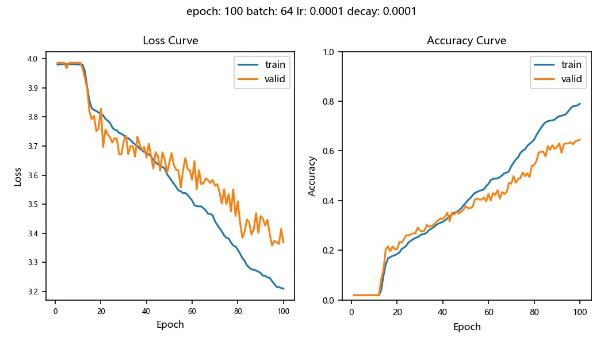 epoch: 100 batch: 64 lr: 0.0001 decay: 0.0001
Loss Curve
train
valid
4.0
3.9
3.8
3.7
3.6
3.5
3.4
3.3
3.2
Loss
0 20 40 60 80 100
Epoch
Accuracy Curve
train
valid
1.0
0.8
0.6
0.4
0.2
0.0
Accuracy
0 20 40 60 80 100
Epoch